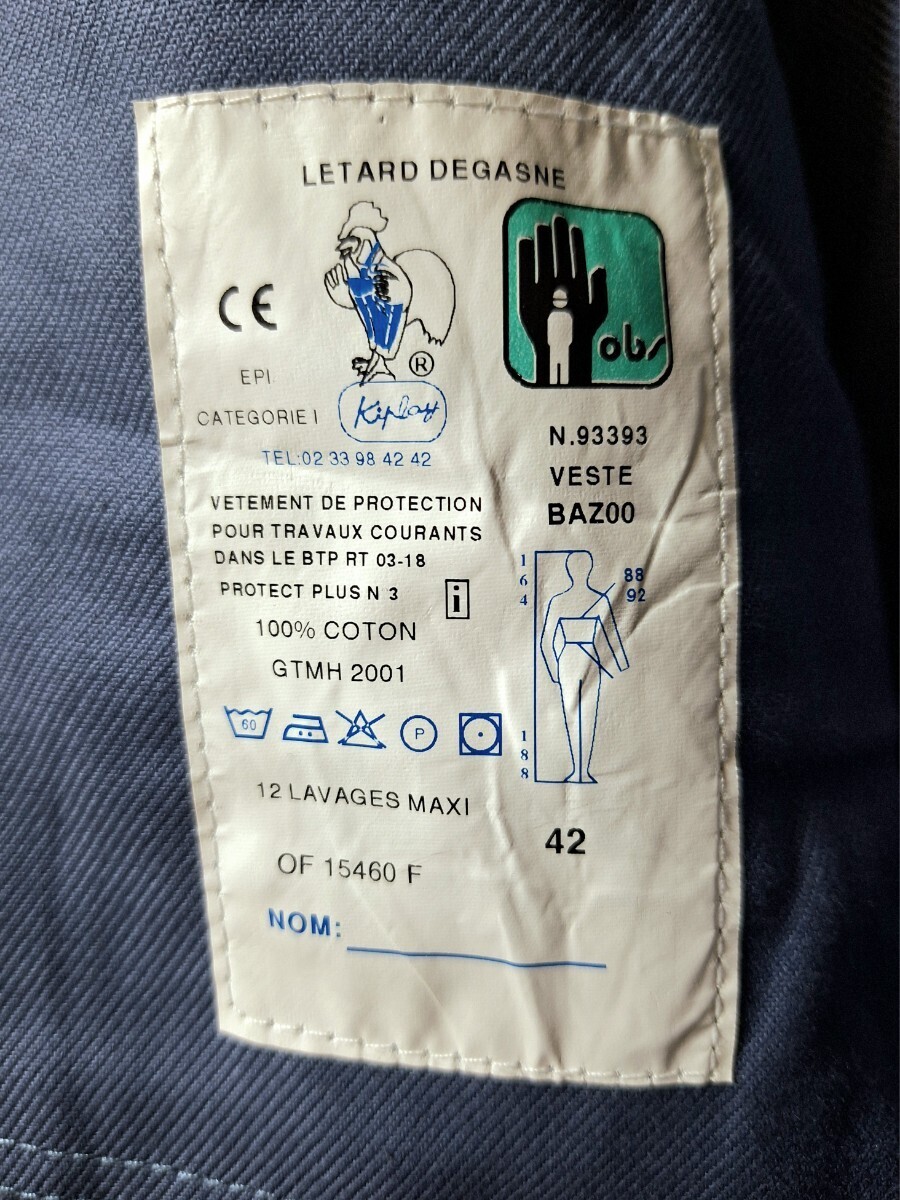 LETARD DEGASNE
CE
EPI
CATEGORIE I
®
Kiplay
TEL:02 33 98 42 42
VETEMENT DE PROTECTION
POUR TRAVAUX COURANTS
DANS LE BTP RT 03-18
PROTECT PLUS N 3
i
100% COTON
GTMH 2001
60
P
12 LAVAGES MAXI
OF 15460 F
NOM:
obs
N.93393
VESTE
BAZ00
164
88
92
188
42